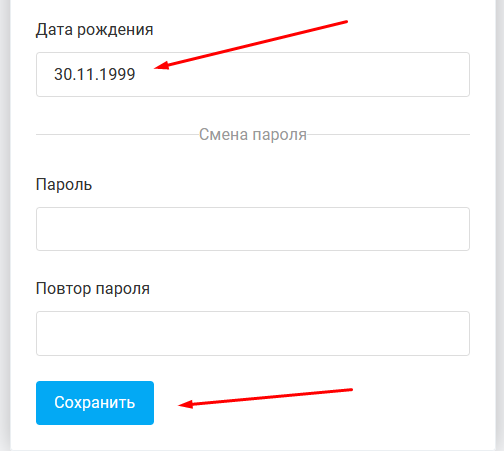 Дата рождения
30.11.1999
Смена пароля
Пароль
Повтор пароля
Сохранить